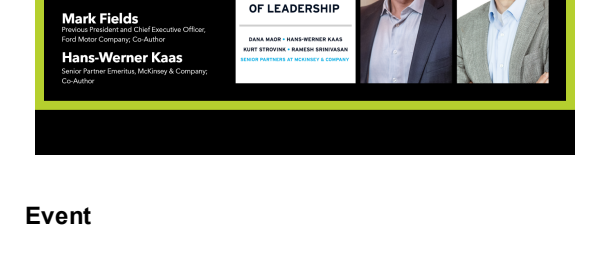 OF LEADERSHIP
Mark Fields
Previous President and Chief Executive Officer,
Ford Motor Company; Co-Author
Hans-Werner Kaas
Senior Partner Emeritus, McKinsey & Company;
Co-Author
DANA MAOR • HANS-WERNER KAAS
KURT STROVINK • RAMESH SRINIVASAN
SENIOR PARTNERS AT MCKINSEY & COMPANY
Event